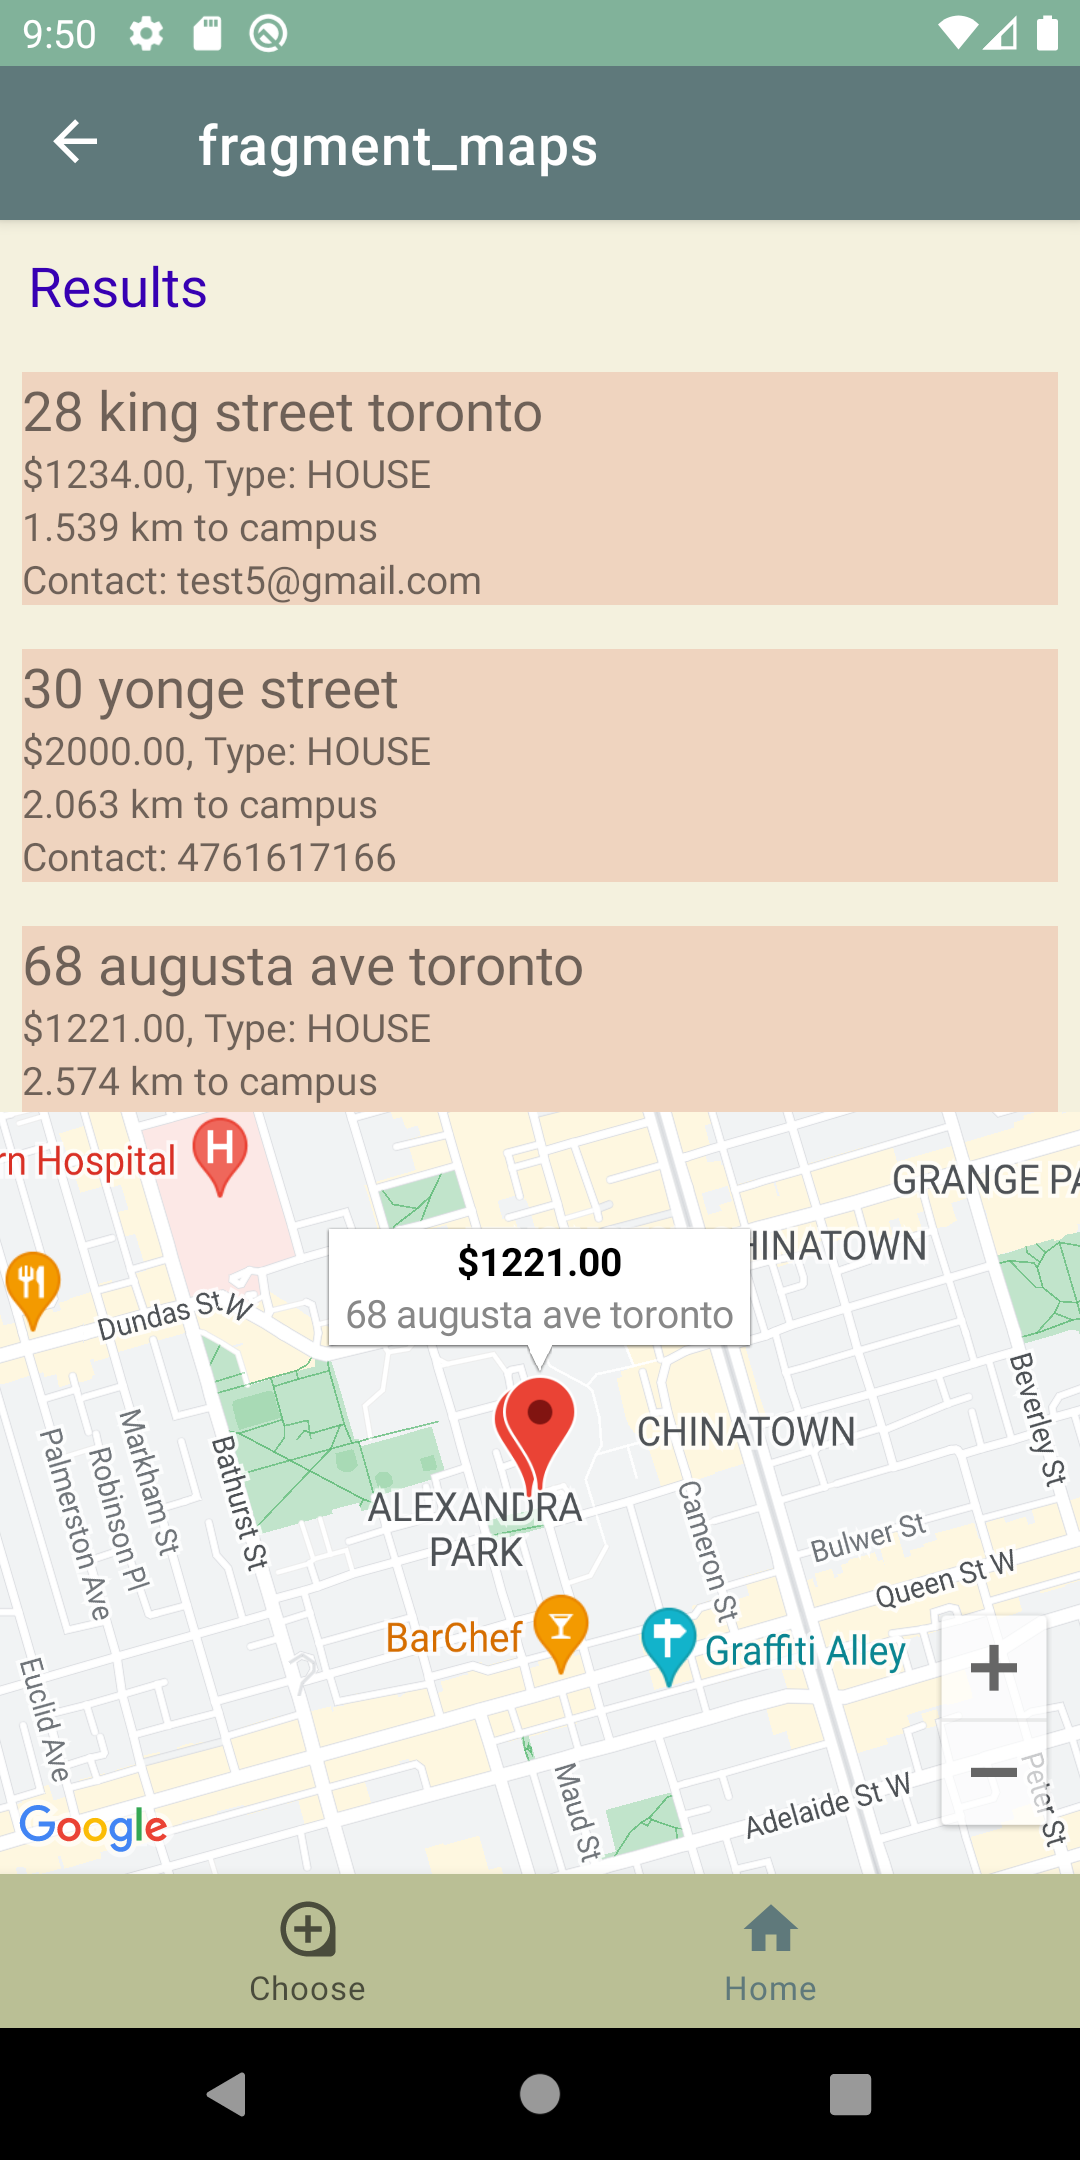 9:50
fragment_maps
Results
28 king street toronto
$1234.00, Type: HOUSE
1.539 km to campus
Contact: test5@gmail.com
30 yonge street
$2000.00, Type: HOUSE
2.063 km to campus
Contact: 4761617166
68 augusta ave toronto
$1221.00, Type: HOUSE
2.574 km to campus
rn Hospital
H
GRANGE PA
HINATOWN
$1221.00
68 augusta ave toronto
Dundas St W
Beverley St
CHINATOWN
Markham St
Robinson Pl
Palmerston Ave
Bathurst St
ALEXANDRA
PARK
Cameron St
Bulwer St
Queen St W
BarChef
Graffiti Alley
Euclid Ave
Maud St
Adelaide St W
Peter St
Google
Choose
Home